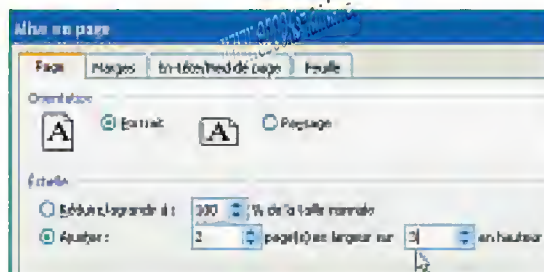 Mise en page
Page Marges En-tête/Pied de page Feuille
Orientation
A Portrait A Paysage
Échelle
Réduire/agrandir à : 100 % de la taille normale
Ajuster : 2 page(s) en largeur sur 3 en hauteur